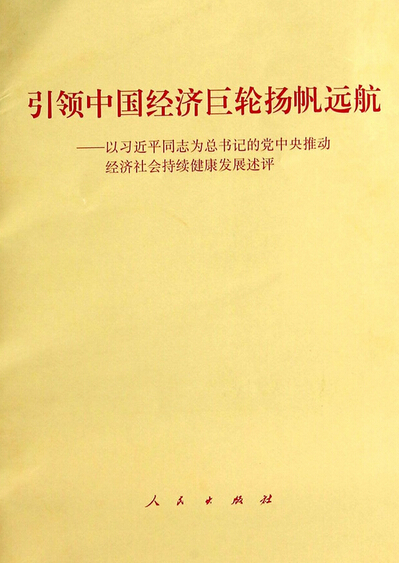 引领中国经济巨轮扬帆远航
——以习近平同志为总书记的党中央推动
经济社会持续健康发展述评
人民出版社